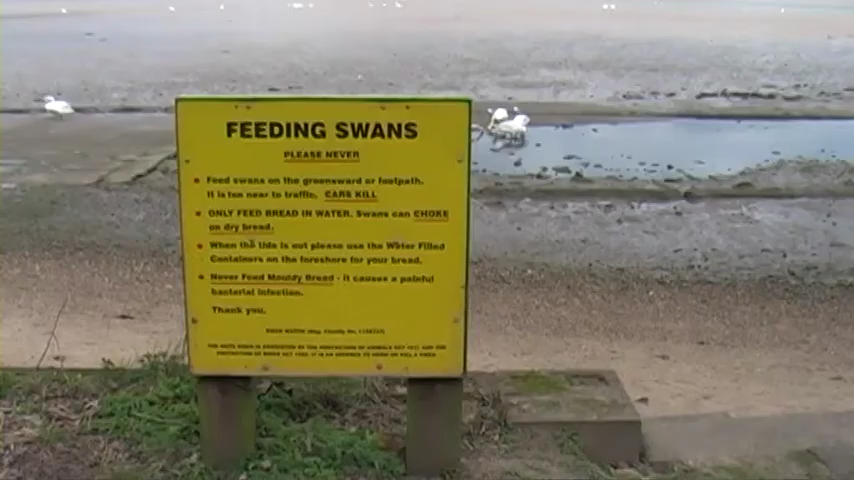 FEEDING SWANS
PLEASE NEVER
Feed swans on the greensward or footpath.
It is too near to traffic. CARS KILL
ONLY FEED BREAD IN WATER. Swans can CHOKE
on dry bread.
When the tide is out please use the Water Filled
Containers on the foreshore for your bread.
Never Feed Mouldy Bread - it causes a painful
bacterial infection.
Thank you.